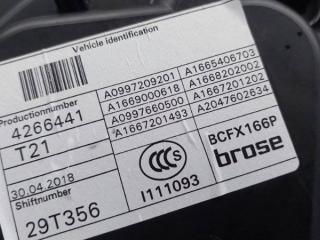 Vehicle identification
Productionnumber
4266441
T21
30.04.2018
Shiftnumber
29T356
A0997209201
A1669000618
A0997660500
A1667201493
A1665406703
A1668202002
A1667201202
A2047602634
CCC S
I111093
BCFX166P
brose